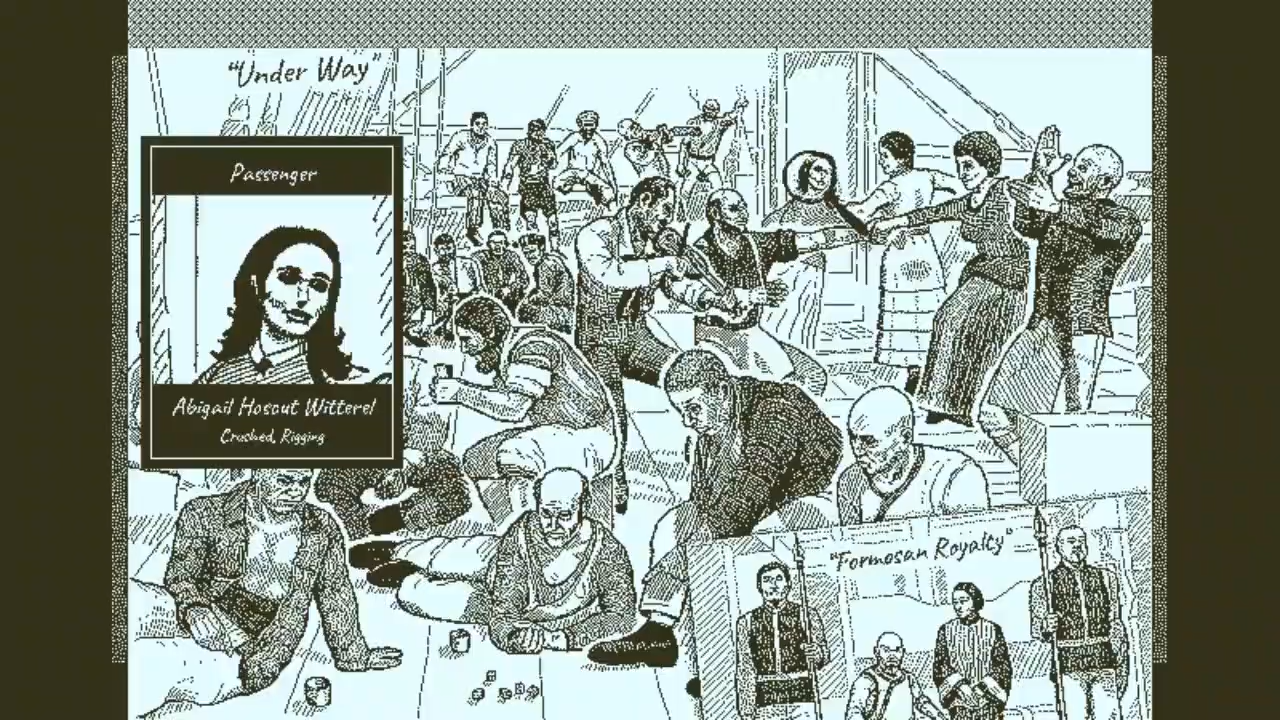 “Under Way”
Passenger
Abigail Hoscut Witterel
Crushed, Rigging
“Formosan Royalty”